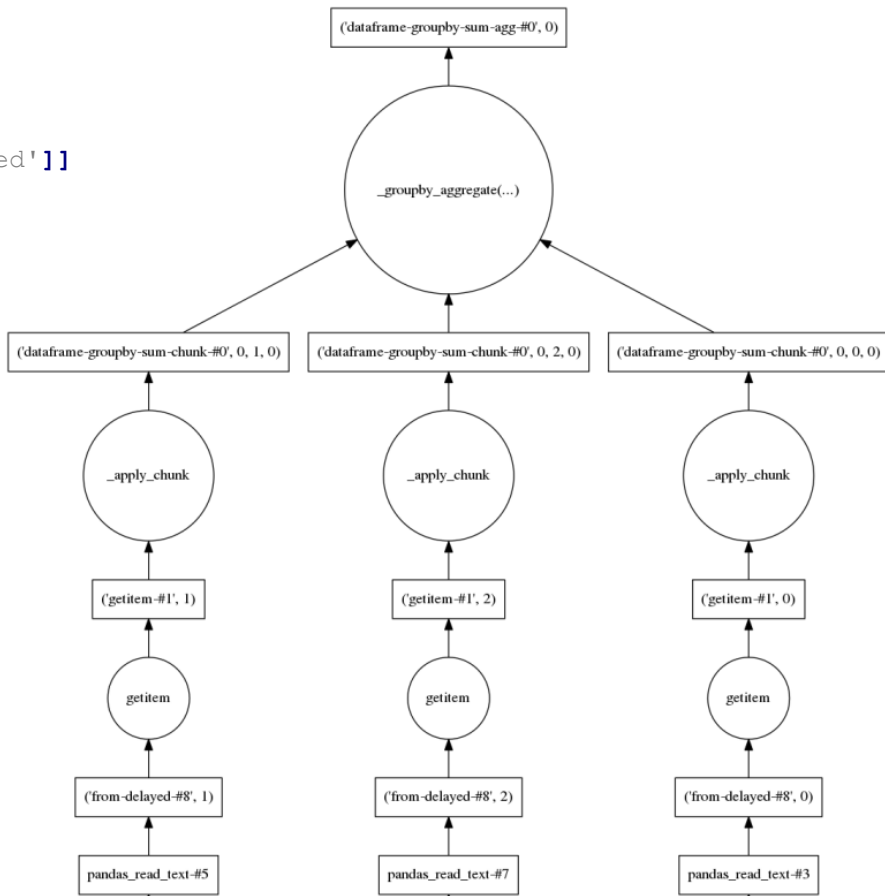 ('dataframe-groupby-sum-agg-#0', 0)
ed']]
_groupby_aggregate(...)
('dataframe-groupby-sum-chunk-#0', 0, 1, 0)
('dataframe-groupby-sum-chunk-#0', 0, 2, 0)
('dataframe-groupby-sum-chunk-#0', 0, 0, 0)
_apply_chunk
_apply_chunk
_apply_chunk
('getitem-#1', 1)
('getitem-#1', 2)
('getitem-#1', 0)
getitem
getitem
getitem
('from-delayed-#8', 1)
('from-delayed-#8', 2)
('from-delayed-#8', 0)
pandas_read_text-#5
pandas_read_text-#7
pandas_read_text-#3